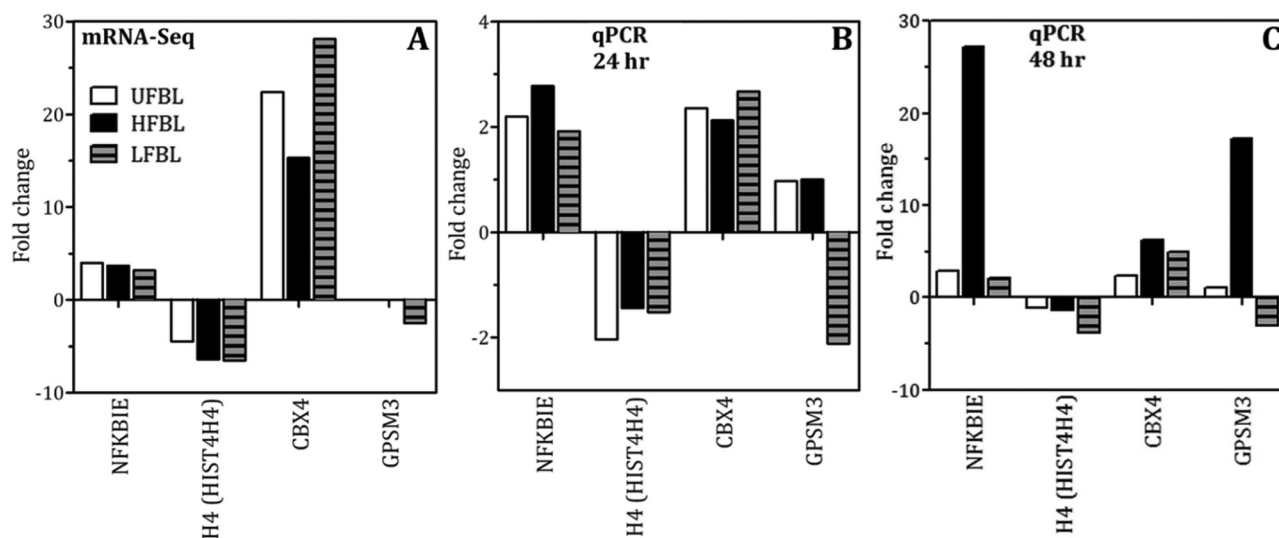 mRNA-Seq
A
UFBL
HFBL
LFBL
Fold change
30
20
10
0
-10
NFKBIE
H4 (HIST4H4)
CBX4
GPSM3
qPCR
24 hr
B
Fold change
4
2
0
-2
NFKBIE
H4 (HIST4H4)
CBX4
GPSM3
qPCR
48 hr
C
Fold change
30
20
10
0
-10
NFKBIE
H4 (HIST4H4)
CBX4
GPSM3